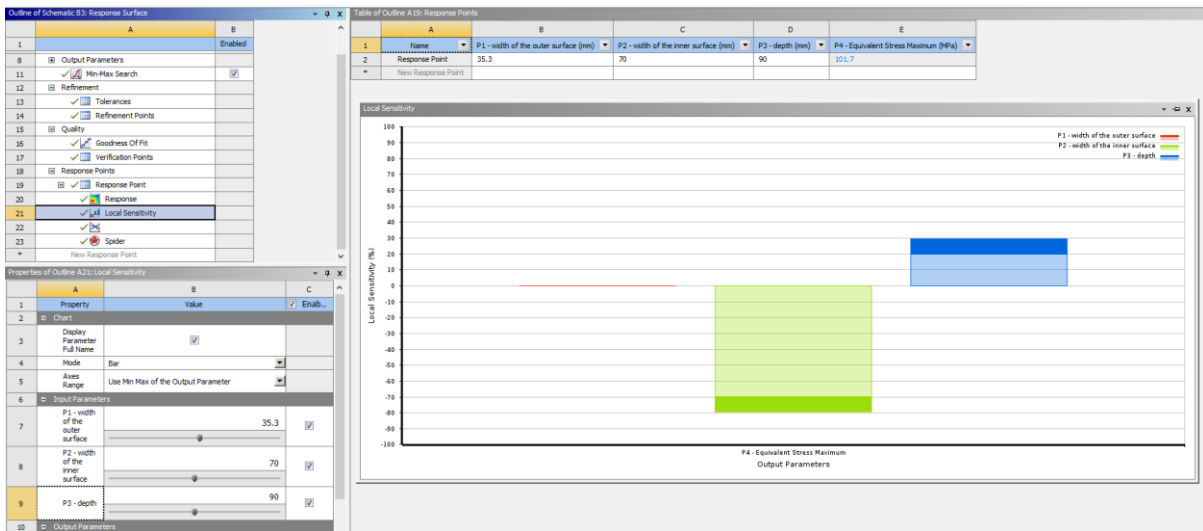 Outline of Schematic B3: Response Surface
A B
1 Enabled
8 Output Parameters
11 Min-Max Search
12 Refinement
13 Tolerances
14 Refinement Points
15 Quality
16 Goodness Of Fit
17 Verification Points
18 Response Points
19 Response Point
20 Response
21 Local Sensitivity
22
23 Spider
* New Response Point
Properties of Outline A21: Local Sensitivity
A B C
1 Property Value Enab..
2 Chart
3 Display Parameter Full Name
4 Mode Bar
5 Axes Range Use Min Max of the Output Parameter
6 Input Parameters
7 P1 - width of the outer surface 35.3
8 P2 - width of the inner surface 70
9 P3 - depth 90
10 Output Parameters
Table of Outline A19: Response Points
A B C D E
1 Name P1 - width of the outer surface (mm) P2 - width of the inner surface (mm) P3 - depth (mm) P4 - Equivalent Stress Maximum (MPa)
2 Response Point 35.3 70 90 101.7
* New Response Point
Local Sensitivity
P1 - width of the outer surface
P2 - width of the inner surface
P3 - depth
100
90
80
70
60
50
40
30
20
10
0
-10
-20
-30
-40
-50
-60
-70
-80
-90
-100
Local Sensitivity (%)
P4 - Equivalent Stress Maximum
Output Parameters